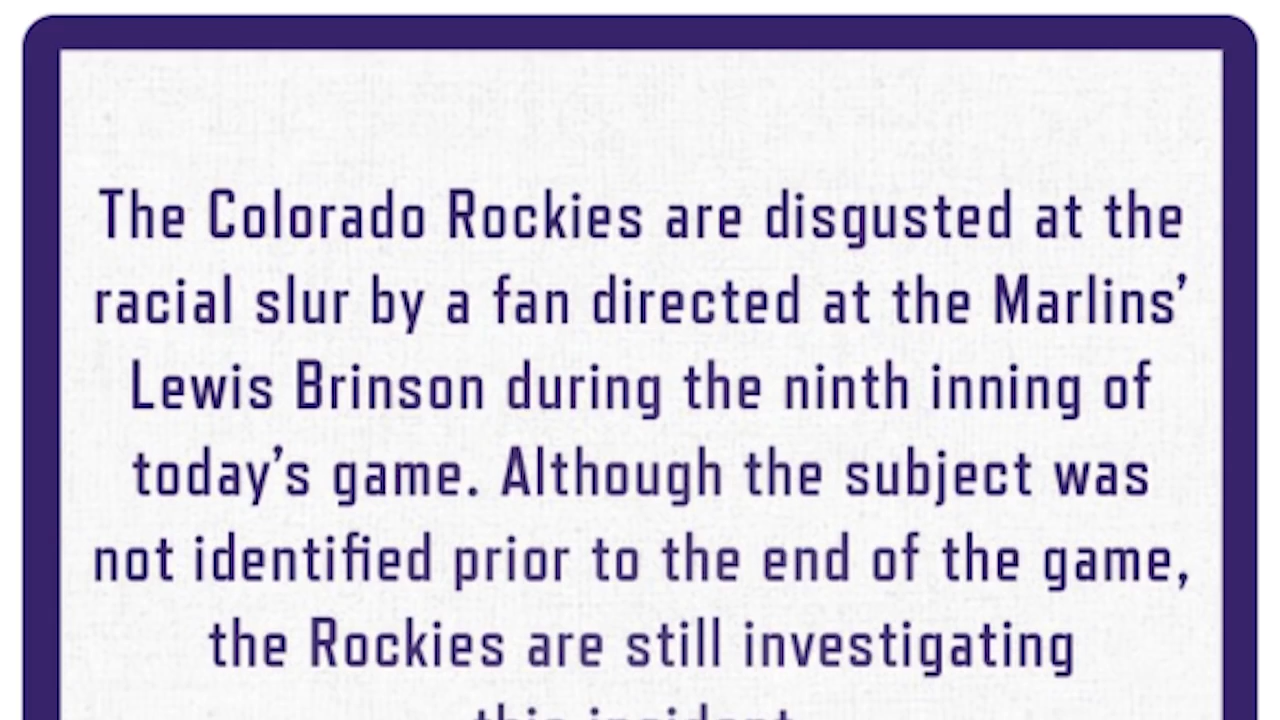 The Colorado Rockies are disgusted at the
racial slur by a fan directed at the Marlins’
Lewis Brinson during the ninth inning of
today’s game. Although the subject was
not identified prior to the end of the game,
the Rockies are still investigating
this incident